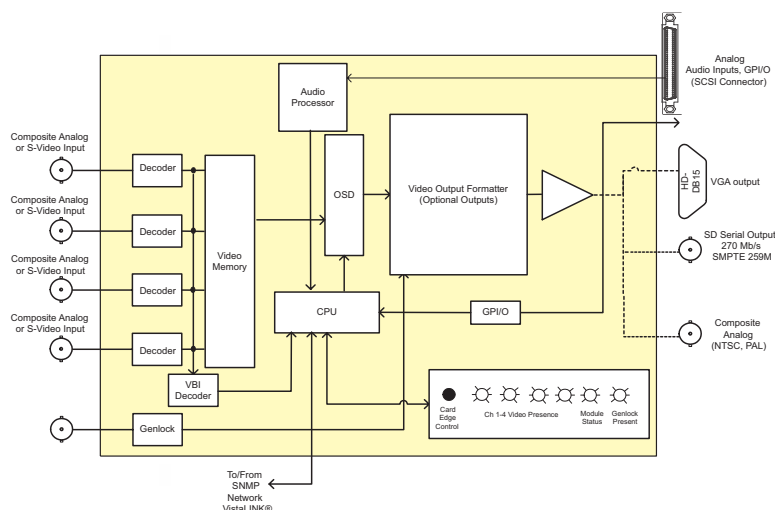 Analog
Audio Inputs, GPI/O
(SCSI Connector)
Audio
Processor
Composite Analog
or S-Video Input
Decoder
Composite Analog
or S-Video Input
Decoder
Composite Analog
or S-Video Input
Decoder
Composite Analog
or S-Video Input
Decoder
Video
Memory
OSD
Video Output Formatter
(Optional Outputs)
HD-
DB15
VGA output
SD Serial Output
270 Mb/s
SMPTE 259M
Composite
Analog
(NTSC, PAL)
CPU
GPI/O
VBI
Decoder
Genlock
Card
Edge
Control
Ch 1-4 Video Presence
Module
Status
Genlock
Present
To/From
SNMP
Network
VistaLINK®